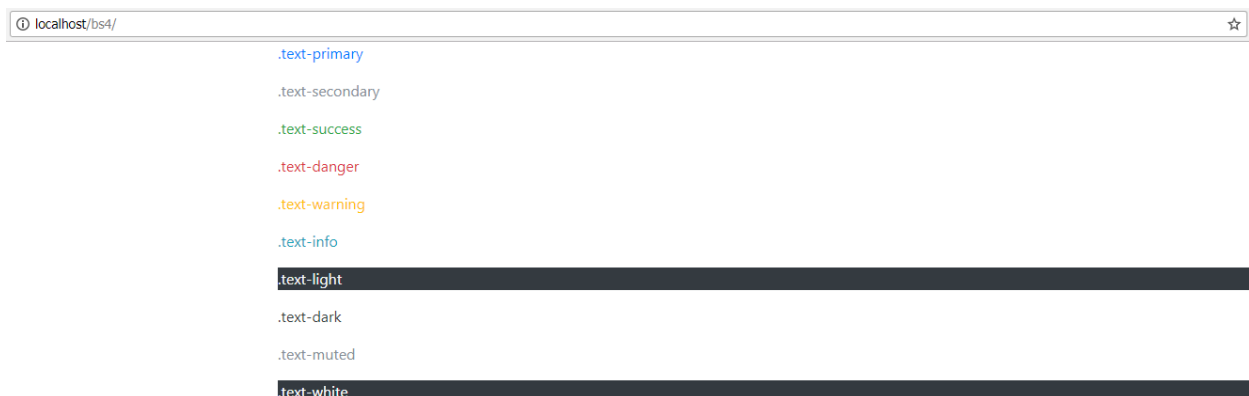 localhost/bs4/
.text-primary
.text-secondary
.text-success
.text-danger
.text-warning
.text-info
.text-light
.text-dark
.text-muted
.text-white